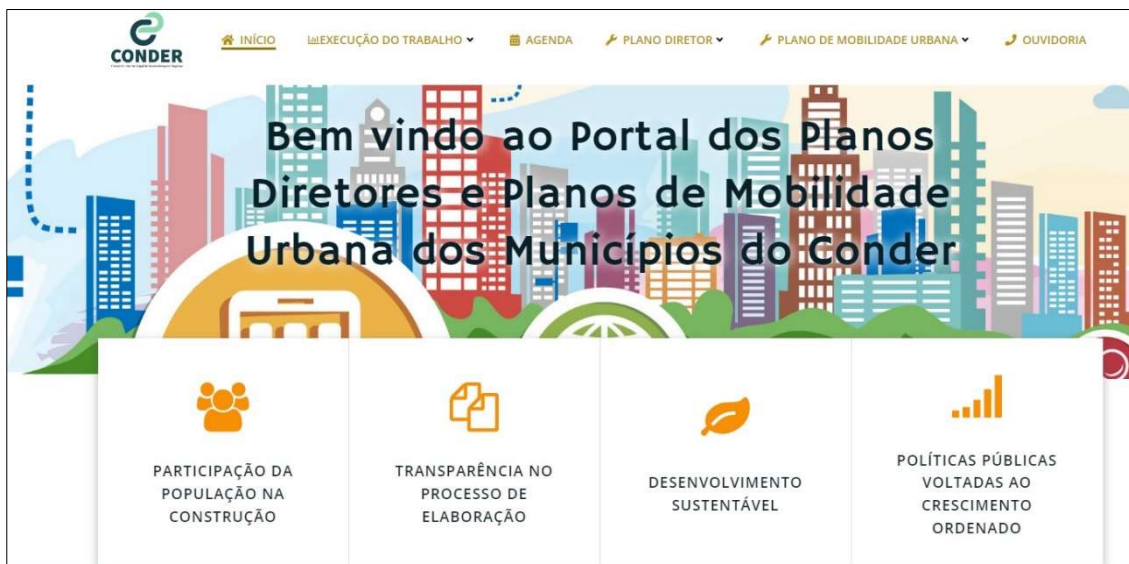 CONDER
INÍCIO
EXECUÇÃO DO TRABALHO
AGENDA
PLANO DIRETOR
PLANO DE MOBILIDADE URBANA
OUVIDORIA
Bem vindo ao Portal dos Planos
Diretores e Planos de Mobilidade
Urbana dos Municípios do Conder
PARTICIPAÇÃO DA
POPULAÇÃO NA
CONSTRUÇÃO
TRANSPARÊNCIA NO
PROCESSO DE
ELABORAÇÃO
DESENVOLVIMENTO
SUSTENTÁVEL
POLÍTICAS PÚBLICAS
VOLTADAS AO
CRESCIMENTO
ORDENADO